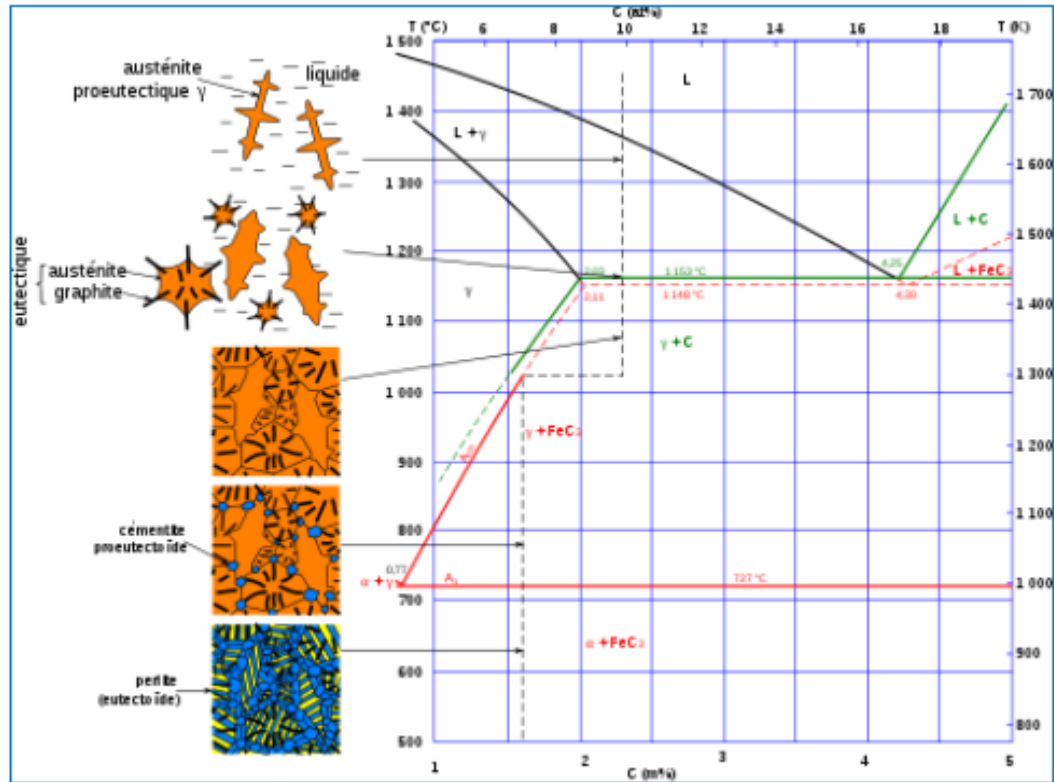 T (°C)
6
8
C (at%)
10
12
14
16
18
T (K)
1 500
1 400
1 300
1 200
1 100
1 000
900
800
700
600
500
1 700
1 600
1 500
1 400
1 300
1 200
1 100
1 000
900
800
1
2
3
4
5
C (m%)
austénite
proeutectique γ
liquide
eutectique
austénite
graphite
cémentite
proeutectoïde
perlite
(eutectoïde)
L
L + γ
L + C
L + FeC3
γ
4,25
1 153 °C
2,11
1 148 °C
4,30
γ + C
γ + FeC3
0,77
α + γ
A1
727 °C
α + FeC3